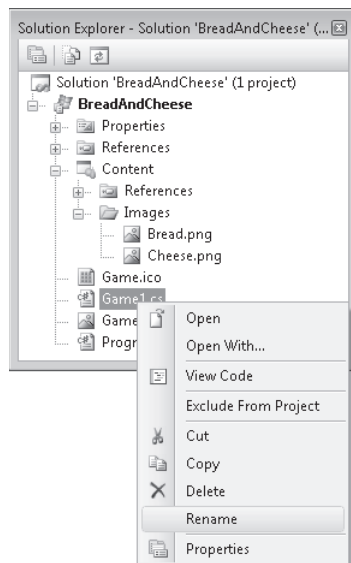 Solution Explorer - Solution 'BreadAndCheese' (...
Solution 'BreadAndCheese' (1 project)
BreadAndCheese
Properties
References
Content
References
Images
Bread.png
Cheese.png
Game.ico
Game1.cs
Game
Progr
Open
Open With...
View Code
Exclude From Project
Cut
Copy
Delete
Rename
Properties